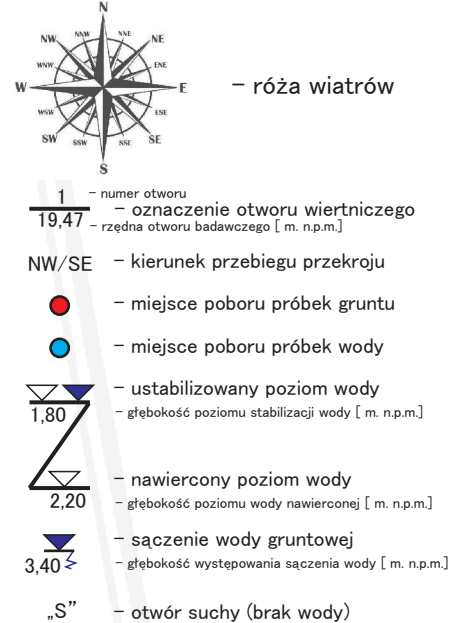 N
NNW NNE
NW NE
WNW ENE
W E – róża wiatrów
WSW ESE
SW SE
SSW SSE
S
1 – numer otworu
– oznaczenie otworu wiertniczego
19,47 – rzędna otworu badawczego [ m. n.p.m.]
NW/SE – kierunek przebiegu przekroju
– miejsce poboru próbek gruntu
– miejsce poboru próbek wody
– ustabilizowany poziom wody
1,80 – głębokość poziomu stabilizacji wody [ m. n.p.m.]
– nawiercony poziom wody
2,20 – głębokość poziomu wody nawierconej [ m. n.p.m.]
– sączenie wody gruntowej
3,40 – głębokość występowania sączenia wody [ m. n.p.m.]
„S” – otwór suchy (brak wody)